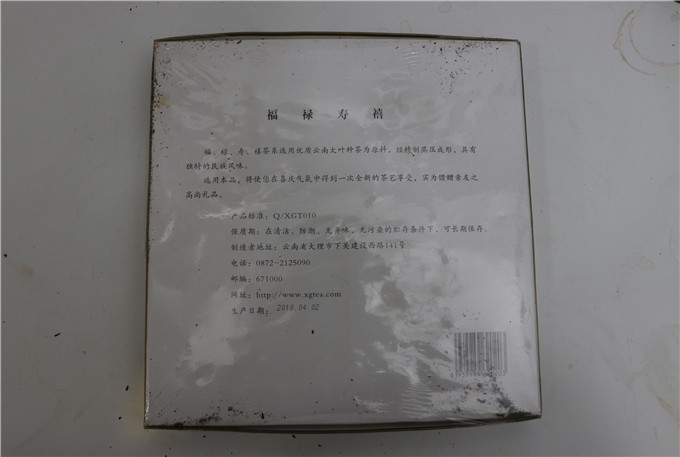 福 禄 寿 禧
福、禄、寿、禧茶系选用优质云南大叶种茶为原料,经精制蒸压成形,具有
独特的民族风味。
选用本品,将使您在喜庆气氛中得到一次全新的茶艺享受,实为馈赠亲友之
高尚礼品。
产品标准:Q/XGT010
保质期:在清洁、防潮、无异味、无污染的贮存条件下,可长期保存。
制造者地址:云南省大理市下关建设西路141号
电话:0872-2125090
邮编:671000
网址:http://www.xgtea.com
生产日期:2010 04 02